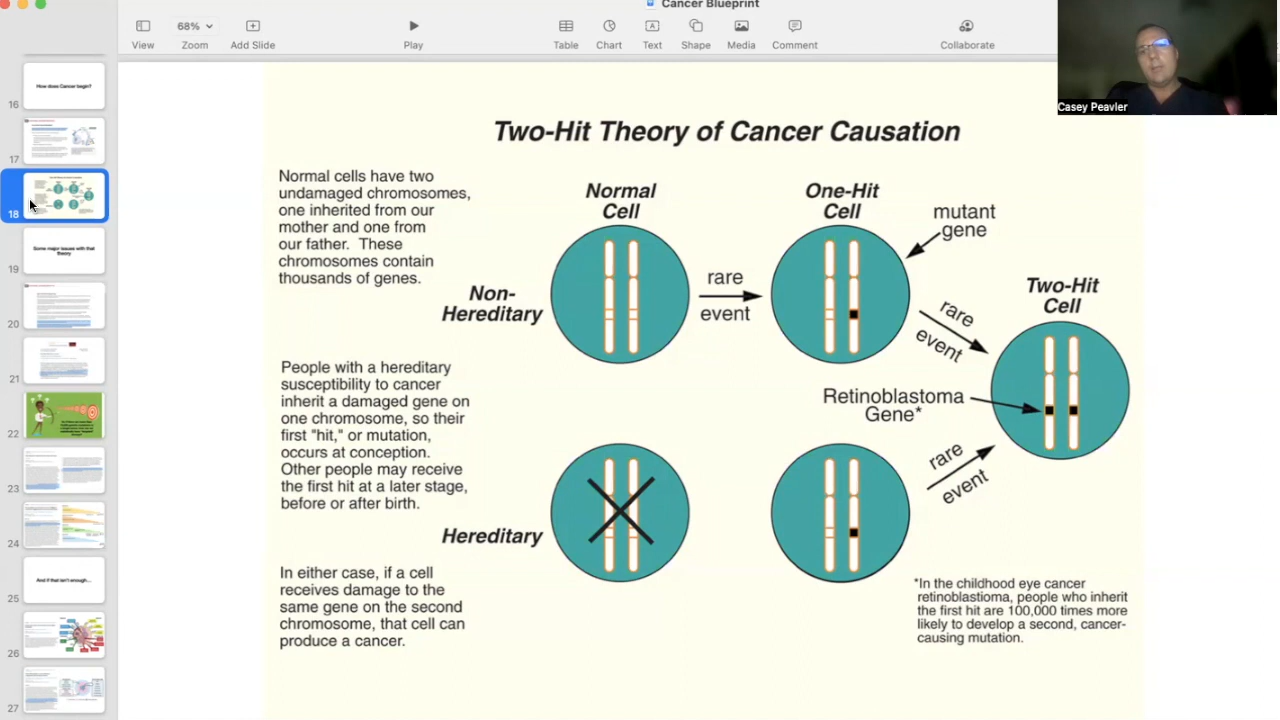 Cancer Blueprint
68%
View
Zoom
Add Slide
Play
Table
Chart
Text
Shape
Media
Comment
Collaborate
Casey Peavler
How does Cancer begin?
16
17
18
Some major issues with that
theory
19
20
21
22
23
24
And if that isn't enough...
25
26
27
Two-Hit Theory of Cancer Causation
Normal cells have two
undamaged chromosomes,
one inherited from our
mother and one from
our father. These
chromosomes contain
thousands of genes.
People with a hereditary
susceptibility to cancer
inherit a damaged gene on
one chromosome, so their
first "hit," or mutation,
occurs at conception.
Other people may receive
the first hit at a later stage,
before or after birth.
In either case, if a cell
receives damage to the
same gene on the second
chromosome, that cell can
produce a cancer.
Normal
Cell
One-Hit
Cell
mutant
gene
Non-
Hereditary
rare
event
rare
event
Two-Hit
Cell
Retinoblastoma
Gene*
Hereditary
rare
event
*In the childhood eye cancer
retinoblastoma, people who inherit
the first hit are 100,000 times more
likely to develop a second, cancer-
causing mutation.